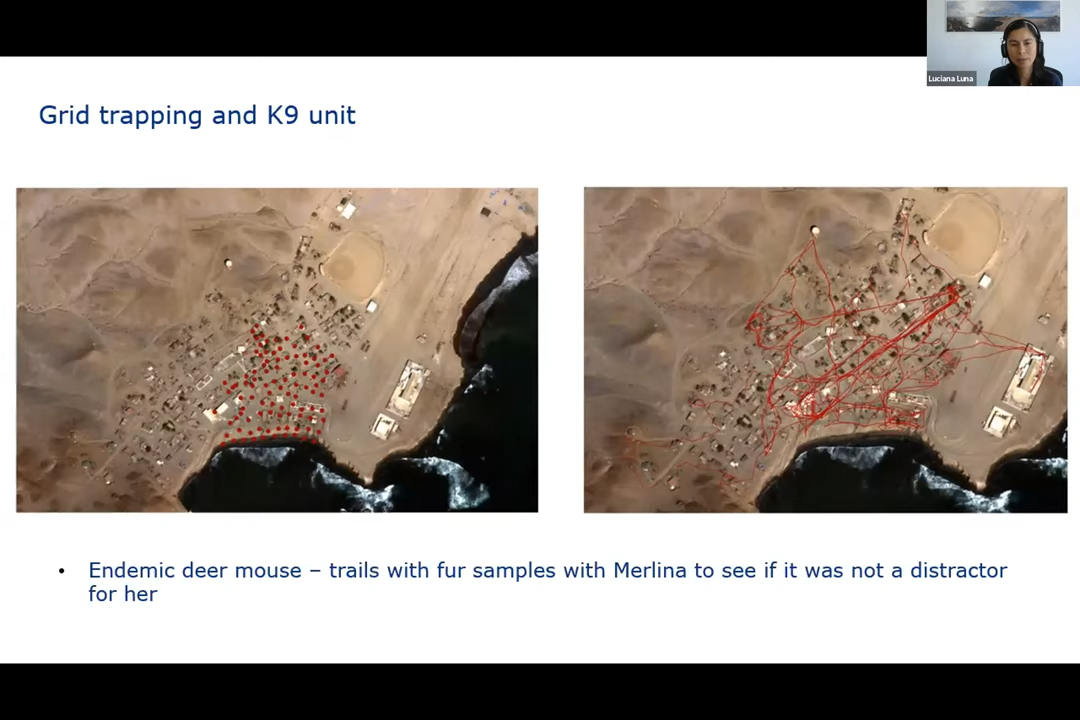 Luciana Luna
Grid trapping and K9 unit
• Endemic deer mouse – trails with fur samples with Merlina to see if it was not a distractor
for her